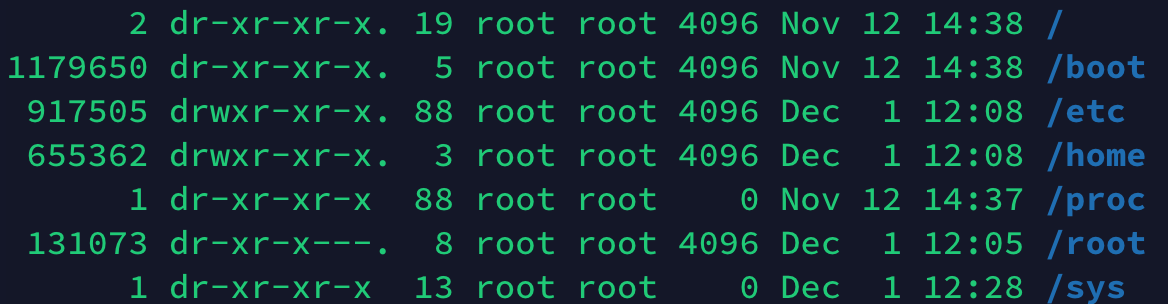 2 dr-xr-xr-x. 19 root root 4096 Nov 12 14:38 /
1179650 dr-xr-xr-x.  5 root root 4096 Nov 12 14:38 /boot
 917505 drwxr-xr-x. 88 root root 4096 Dec  1 12:08 /etc
 655362 drwxr-xr-x.  3 root root 4096 Dec  1 12:08 /home
      1 dr-xr-xr-x  88 root root    0 Nov 12 14:37 /proc
 131073 dr-xr-x---.  8 root root 4096 Dec  1 12:05 /root
      1 dr-xr-xr-x  13 root root    0 Dec  1 12:28 /sys